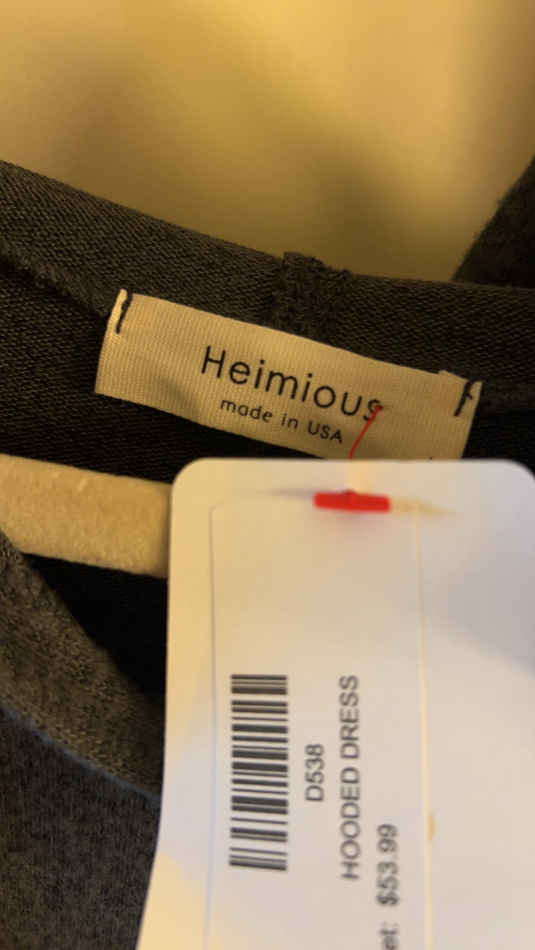 Heimious
made in USA
D538
HOODED DRESS
$53.99